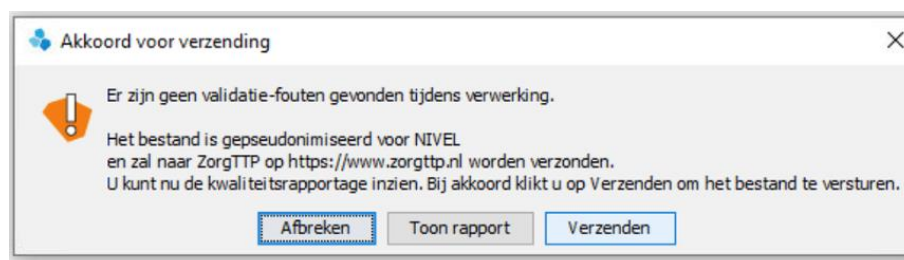 Akkoord voor verzending
Er zijn geen validatie-fouten gevonden tijdens verwerking.
Het bestand is gepseudonimiseerd voor NIVEL
en zal naar ZorgTTP op https://www.zorgttp.nl worden verzonden.
U kunt nu de kwaliteitsrapportage inzien. Bij akkoord klikt u op Verzenden om het bestand te versturen.
Afbreken Toon rapport Verzenden